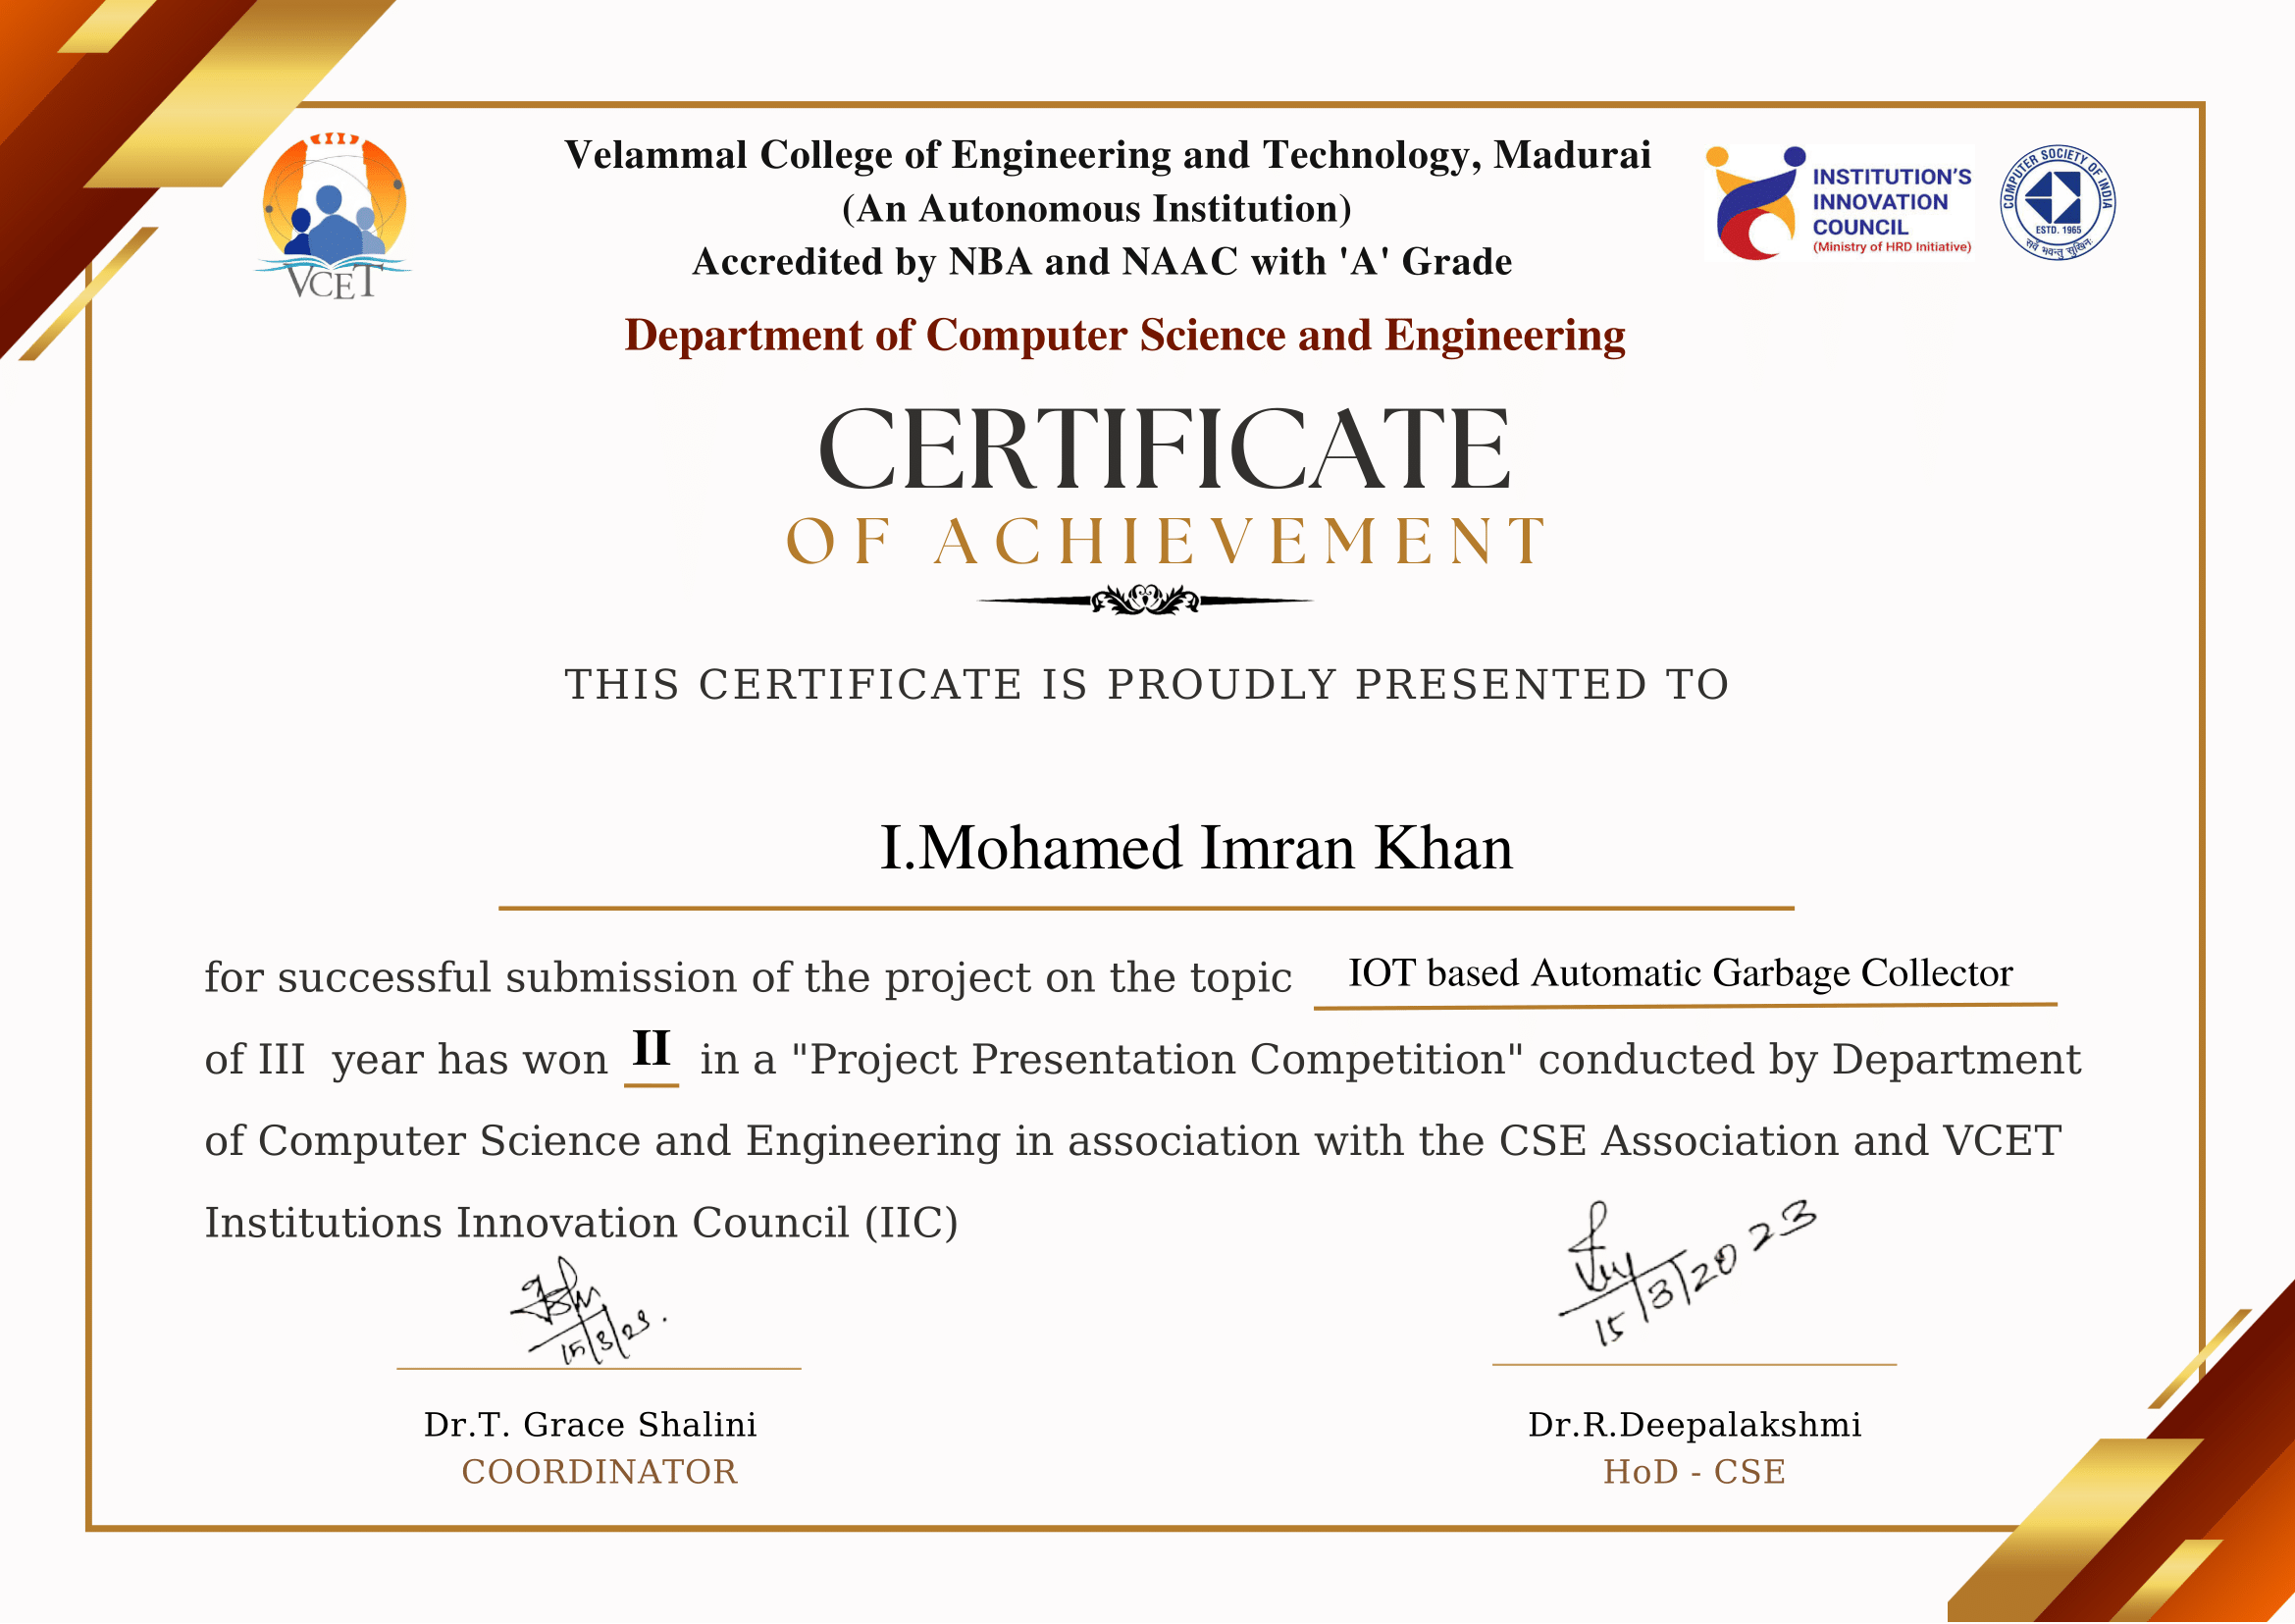 Velammal College of Engineering and Technology, Madurai
(An Autonomous Institution)
Accredited by NBA and NAAC with 'A' Grade
Department of Computer Science and Engineering
VCET
INSTITUTION'S
INNOVATION
COUNCIL
(Ministry of HRD Initiative)
COMPUTER SOCIETY OF INDIA
ESTD. 1965
सर्वे भवन्तु सुखिनः
CERTIFICATE
OF ACHIEVEMENT
THIS CERTIFICATE IS PROUDLY PRESENTED TO
I.Mohamed Imran Khan
for successful submission of the project on the topic IOT based Automatic Garbage Collector
of III year has won II in a "Project Presentation Competition" conducted by Department
of Computer Science and Engineering in association with the CSE Association and VCET
Institutions Innovation Council (IIC)
15/3/23.
15/3/2023
Dr.T. Grace Shalini
COORDINATOR
Dr.R.Deepalakshmi
HoD - CSE